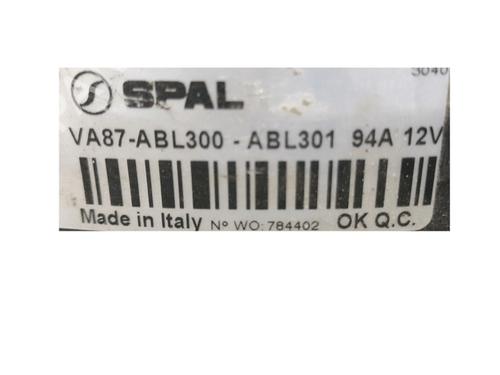 3040
SPAL
VA87-ABL300 - ABL301 94A 12V
Made in Italy Nº WO: 784402 OK Q.C.